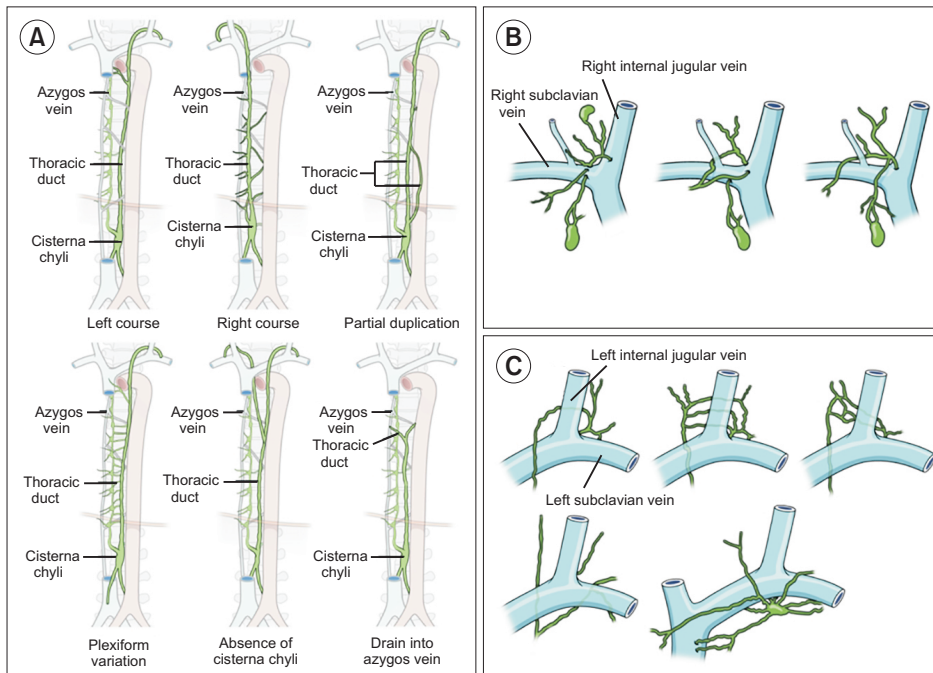 A
Azygos
vein
Thoracic
duct
Cisterna
chyli
Left course
Azygos
vein
Thoracic
duct
Cisterna
chyli
Right course
Azygos
vein
Thoracic
duct
Cisterna
chyli
Partial duplication
Azygos
vein
Thoracic
duct
Cisterna
chyli
Plexiform
variation
Azygos
vein
Thoracic
duct
Absence of
cisterna chyli
Azygos
vein
Thoracic
duct
Cisterna
chyli
Drain into
azygos vein
B
Right internal jugular vein
Right subclavian
vein
C
Left internal jugular vein
Left subclavian vein